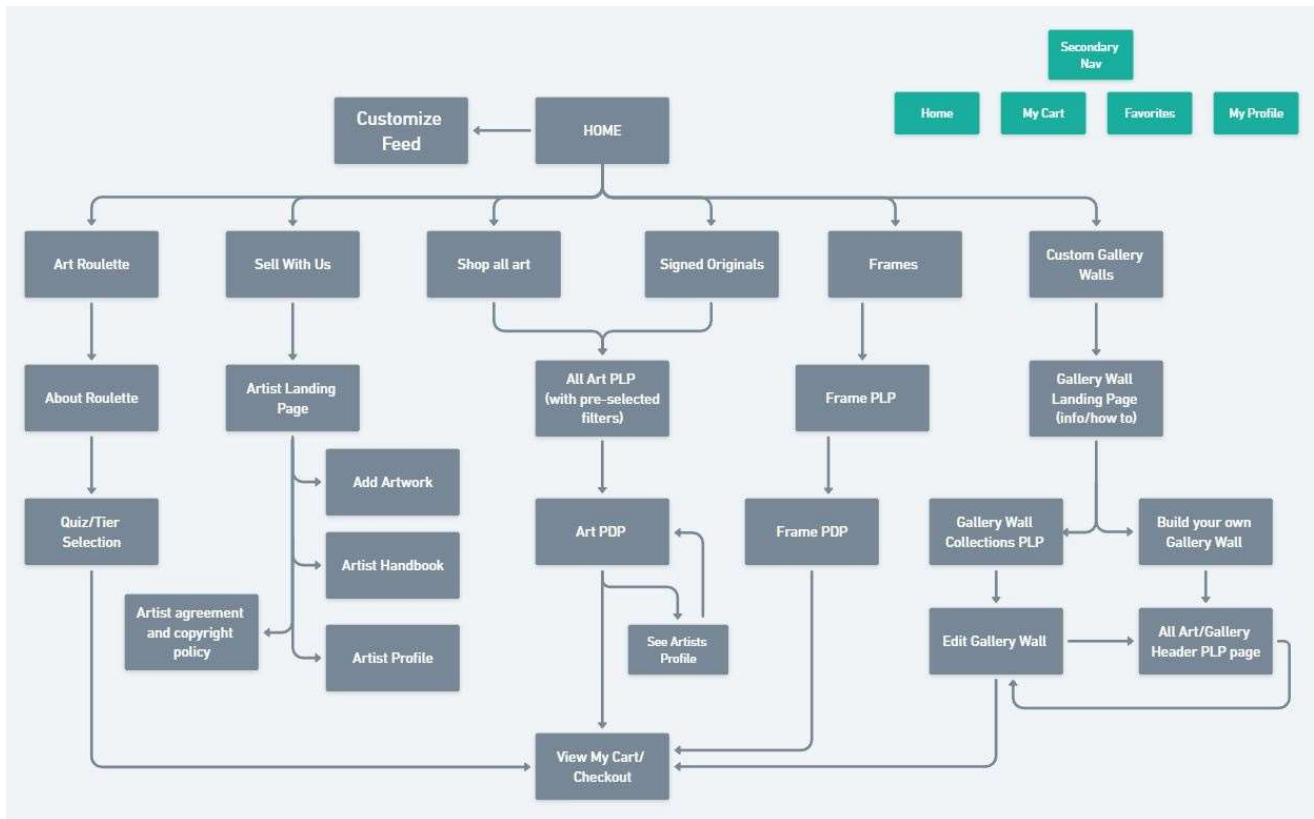 Secondary
Nav
Home
My Cart
Favorites
My Profile
Customize
Feed
HOME
Art Roulette
Sell With Us
Shop all art
Signed Originals
Frames
Custom Gallery
Walls
About Roulette
Artist Landing
Page
All Art PLP
(with pre-selected
filters)
Frame PLP
Gallery Wall
Landing Page
(info/how to)
Add Artwork
Quiz/Tier
Selection
Art PDP
Frame PDP
Gallery Wall
Collections PLP
Build your own
Gallery Wall
Artist Handbook
Artist agreement
and copyright
policy
Artist Profile
See Artists
Profile
Edit Gallery Wall
All Art/Gallery
Header PLP page
View My Cart/
Checkout